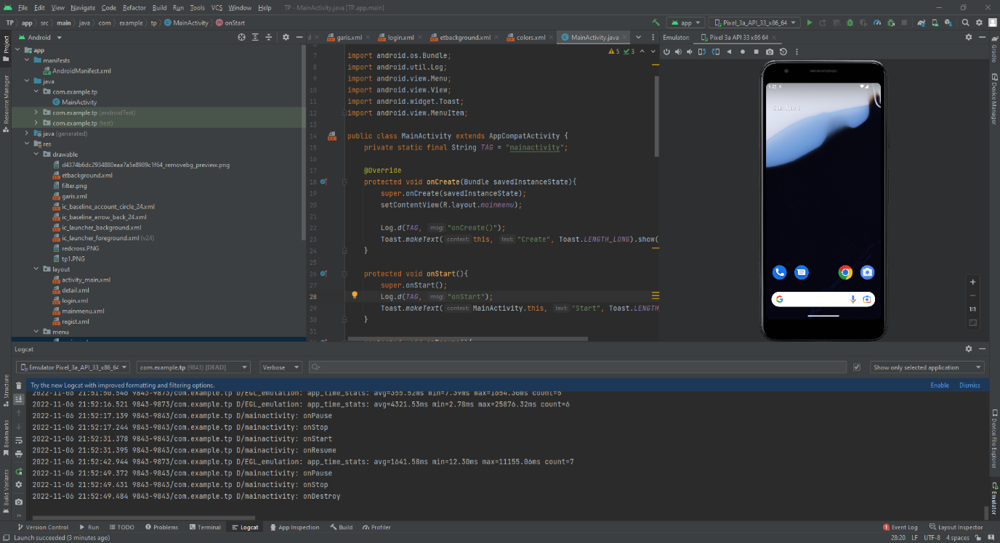 File Edit View Navigate Code Refactor Build Run Tools VCS Window Help TP - MainActivity.java [TP.app.main]
TP app src main java com example tp MainActivity onStart app Pixel_3a_API_33_x86_64
Android garis.xml login.xml etbackground.xml colors.xml MainActivity.java Emulator: Pixel 3a API 33 x86 64
Project
Resource Manager
Structure
Bookmarks
Build Variants
app
manifests
AndroidManifest.xml
java
com.example.tp
MainActivity
com.example.tp (androidTest)
com.example.tp (test)
java (generated)
res
drawable
d4374b6dc2934880eaa7a5e8989c1f64_removebg_preview.png
etbackground.xml
filter.png
garis.xml
ic_baseline_account_circle_24.xml
ic_baseline_arrow_back_24.xml
ic_launcher_background.xml
ic_launcher_foreground.xml (v24)
redcross.PNG
tp1.PNG
layout
activity_main.xml
detail.xml
login.xml
mainmenu.xml
regist.xml
menu
5 3
7 import android.os.Bundle;
8 import android.util.Log;
9 import android.view.Menu;
10 import android.view.View;
11 import android.widget.Toast;
12 import android.view.MenuItem;
13
14 public class MainActivity extends AppCompatActivity {
15 private static final String TAG = "mainactivity";
16
17 @Override
18 protected void onCreate(Bundle savedInstanceState){
19 super.onCreate(savedInstanceState);
20 setContentView(R.layout.mainmenu);
21
22 Log.d(TAG, msg: "onCreate()");
23 Toast.makeText( context: this, text: "Create", Toast.LENGTH_LONG).show(
24 }
25
26 protected void onStart(){
27 super.onStart();
28 Log.d(TAG, msg: "onStart");
29 Toast.makeText( context: MainActivity.this, text: "Start", Toast.LENGTH_
30 }
31
1:1
Gradle
Device Manager
Device File Explorer
Emulator
Logcat
Emulator Pixel_3a_API_33_x86_64 com.example.tp (9843) [DEAD] Verbose Show only selected application
Try the new Logcat with improved formatting and filtering options. Enable Dismiss
2022-11-06 21:51:50.546 9843-9873/com.example.tp D/EGL_emulation: app_time_stats: avg=355.52ms min=7.39ms max=1654.30ms count=5
2022-11-06 21:52:16.521 9843-9873/com.example.tp D/EGL_emulation: app_time_stats: avg=4321.53ms min=2.78ms max=25876.32ms count=6
2022-11-06 21:52:17.139 9843-9843/com.example.tp D/mainactivity: onPause
2022-11-06 21:52:17.244 9843-9843/com.example.tp D/mainactivity: onStop
2022-11-06 21:52:31.378 9843-9843/com.example.tp D/mainactivity: onStart
2022-11-06 21:52:31.395 9843-9843/com.example.tp D/mainactivity: onResume
2022-11-06 21:52:42.944 9843-9873/com.example.tp D/EGL_emulation: app_time_stats: avg=1641.58ms min=12.30ms max=11155.06ms count=7
2022-11-06 21:52:49.372 9843-9843/com.example.tp D/mainactivity: onPause
2022-11-06 21:52:49.431 9843-9843/com.example.tp D/mainactivity: onStop
2022-11-06 21:52:49.484 9843-9843/com.example.tp D/mainactivity: onDestroy
Version Control Run TODO Problems Terminal Logcat App Inspection Build Profiler 1 Event Log Layout Inspector
Launch succeeded (3 minutes ago) 28:20 LF UTF-8 4 spaces